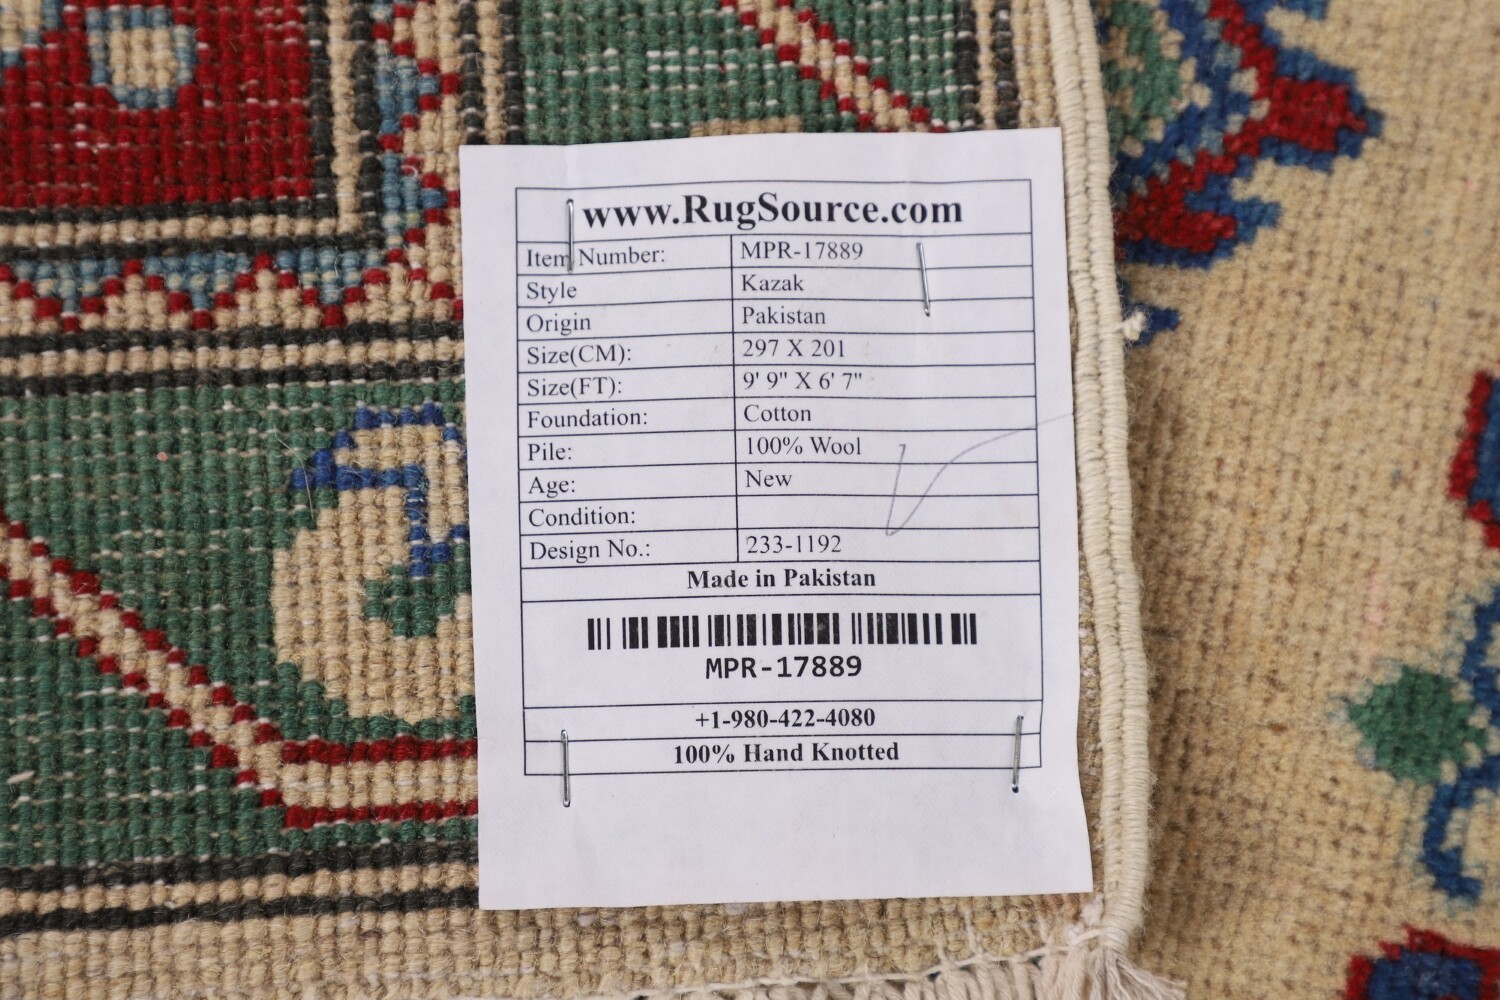 www.RugSource.com
Item Number: MPR-17889
Style Kazak
Origin Pakistan
Size(CM): 297 X 201
Size(FT): 9' 9" X 6' 7"
Foundation: Cotton
Pile: 100% Wool
Age: New
Condition:
Design No.: 233-1192
Made in Pakistan
MPR-17889
+1-980-422-4080
100% Hand Knotted